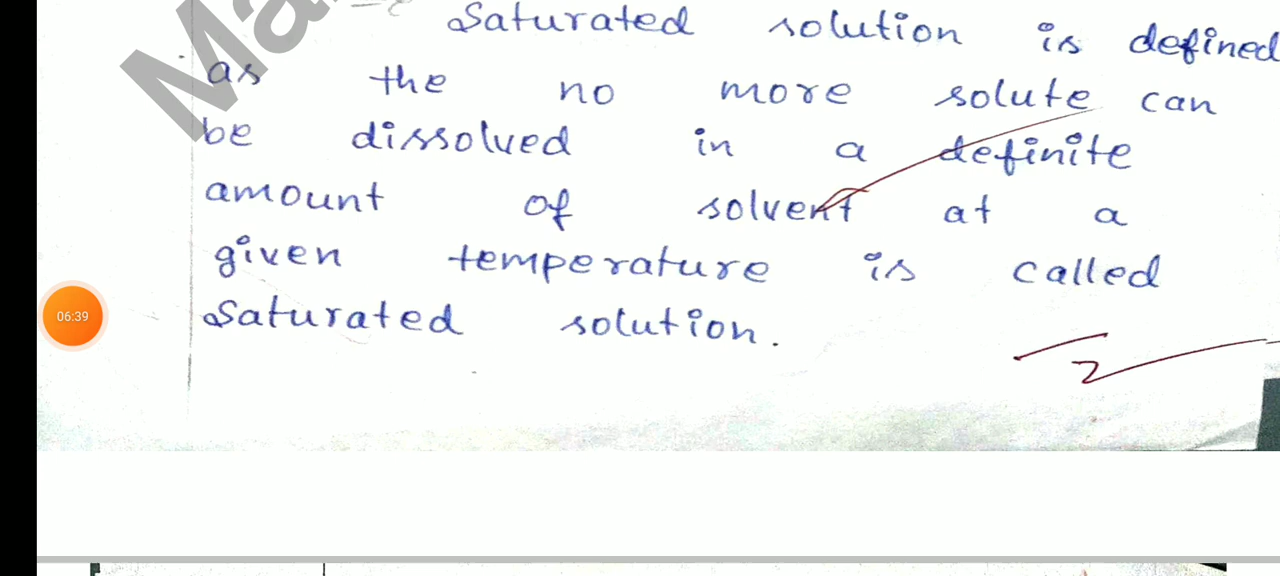 Saturated solution is defined
as the no more solute can
be dissolved in a definite
amount of solvent at a
given temperature is called
Saturated solution.
2
06:39